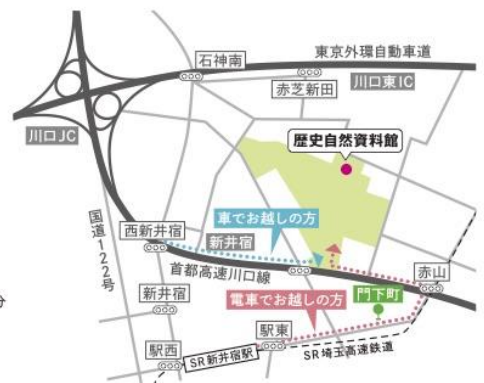 石神南
東京外環自動車道
赤芝新田
川口東IC
川口JC
歴史自然資料館
車でお越しの方
西新井宿
新井宿
国道122号
首都高速川口線
赤山
新井宿
電車でお越しの方
門下町
分
駅東
駅西
SR新井宿駅
SR埼玉高速鉄道